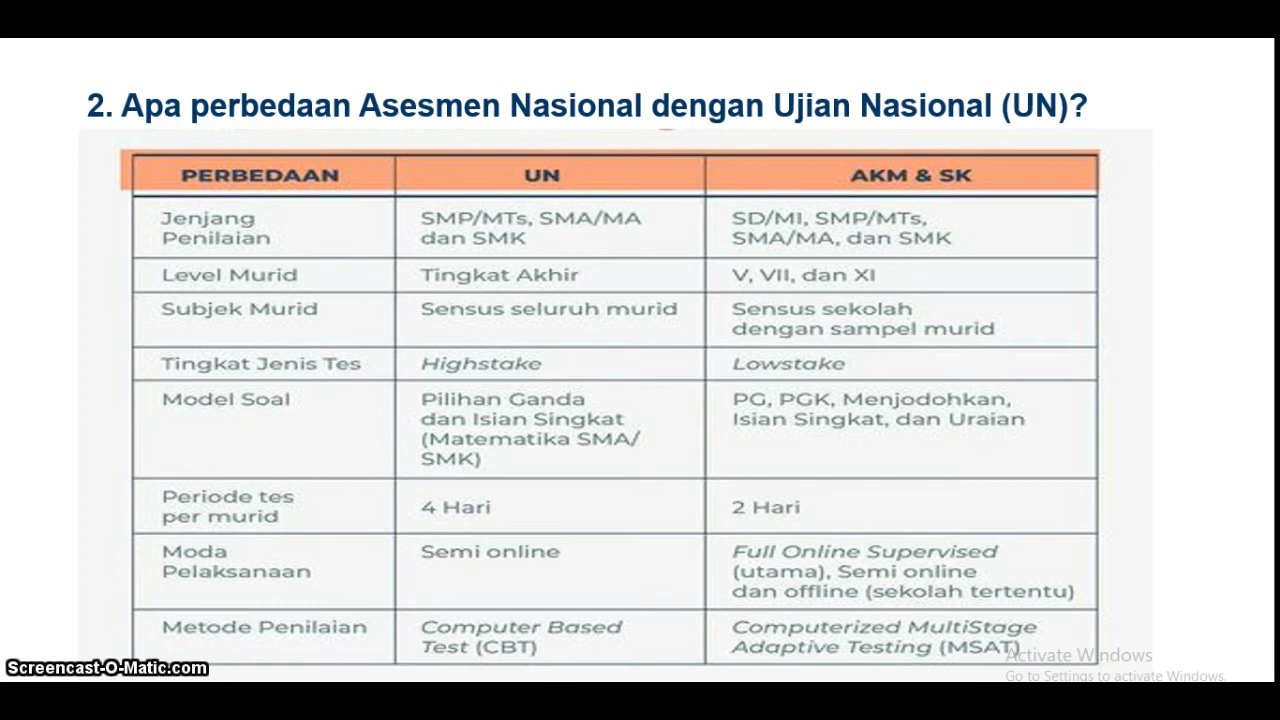 2. Apa perbedaan Asesmen Nasional dengan Ujian Nasional (UN)?
PERBEDAAN UN AKM & SK
Jenjang Penilaian
SMP/MTs, SMA/MA
dan SMK
SD/MI, SMP/MTs,
SMA/MA, dan SMK
Level Murid
Tingkat Akhir
V, VII, dan XI
Subjek Murid
Sensus seluruh murid
Sensus sekolah
dengan sampel murid
Tingkat Jenis Tes
Highstake
Lowstake
Model Soal
Pilihan Ganda
dan Isian Singkat
(Matematika SMA/
SMK)
PG, PGK, Menjodohkan,
Isian Singkat, dan Uraian
Periode tes
per murid
4 Hari
2 Hari
Moda
Pelaksanaan
Semi online
Full Online Supervised
(utama), Semi online
dan offline (sekolah tertentu)
Metode Penilaian
Computer Based
Test (CBT)
Computerized MultiStage
Adaptive Testing (MSAT)
Activate Windows
Go to Settings to activate Windows.
Screencast-O-Matic.com